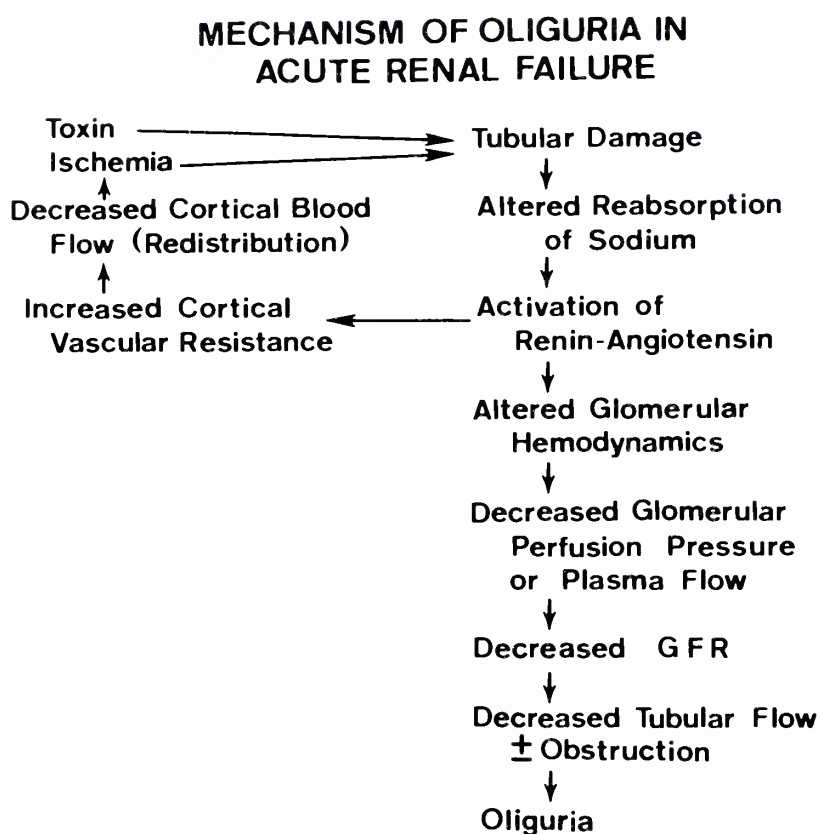 MECHANISM OF OLIGURIA IN
ACUTE RENAL FAILURE
Toxin
Ischemia
Decreased Cortical Blood
Flow (Redistribution)
Increased Cortical
Vascular Resistance
Tubular Damage
Altered Reabsorption
of Sodium
Activation of
Renin-Angiotensin
Altered Glomerular
Hemodynamics
Decreased Glomerular
Perfusion Pressure
or Plasma Flow
Decreased GFR
Decreased Tubular Flow
± Obstruction
Oliguria